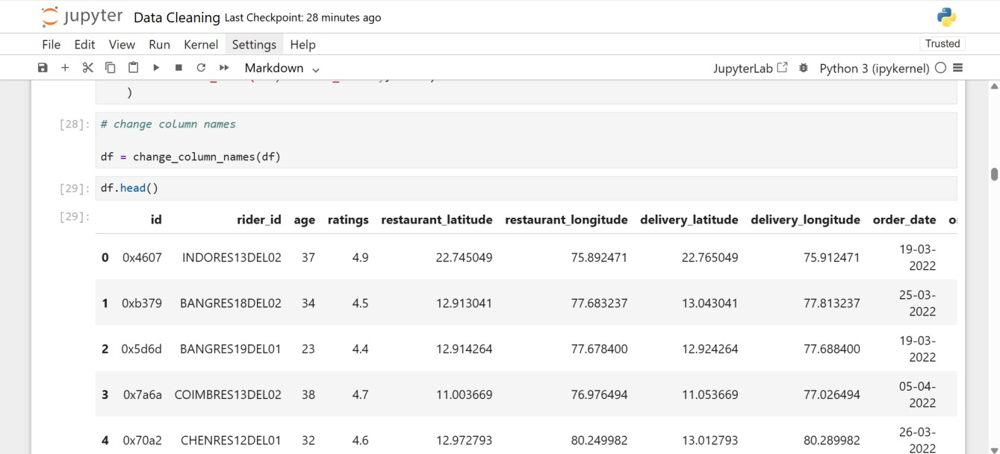 jupyter Data Cleaning Last Checkpoint: 28 minutes ago
File Edit View Run Kernel Settings Help Trusted
Markdown JupyterLab Python 3 (ipykernel)
)
[28]: # change column names
df = change_column_names(df)
[29]: df.head()
[29]: id rider_id age ratings restaurant_latitude restaurant_longitude delivery_latitude delivery_longitude order_date
0 0x4607 INDORES13DEL02 37 4.9 22.745049 75.892471 22.765049 75.912471 19-03-
2022
1 0xb379 BANGRES18DEL02 34 4.5 12.913041 77.683237 13.043041 77.813237 25-03-
2022
2 0x5d6d BANGRES19DEL01 23 4.4 12.914264 77.678400 12.924264 77.688400 19-03-
2022
3 0x7a6a COIMBRES13DEL02 38 4.7 11.003669 76.976494 11.053669 77.026494 05-04-
2022
4 0x70a2 CHENRES12DEL01 32 4.6 12.972793 80.249982 13.012793 80.289982 26-03-
2022